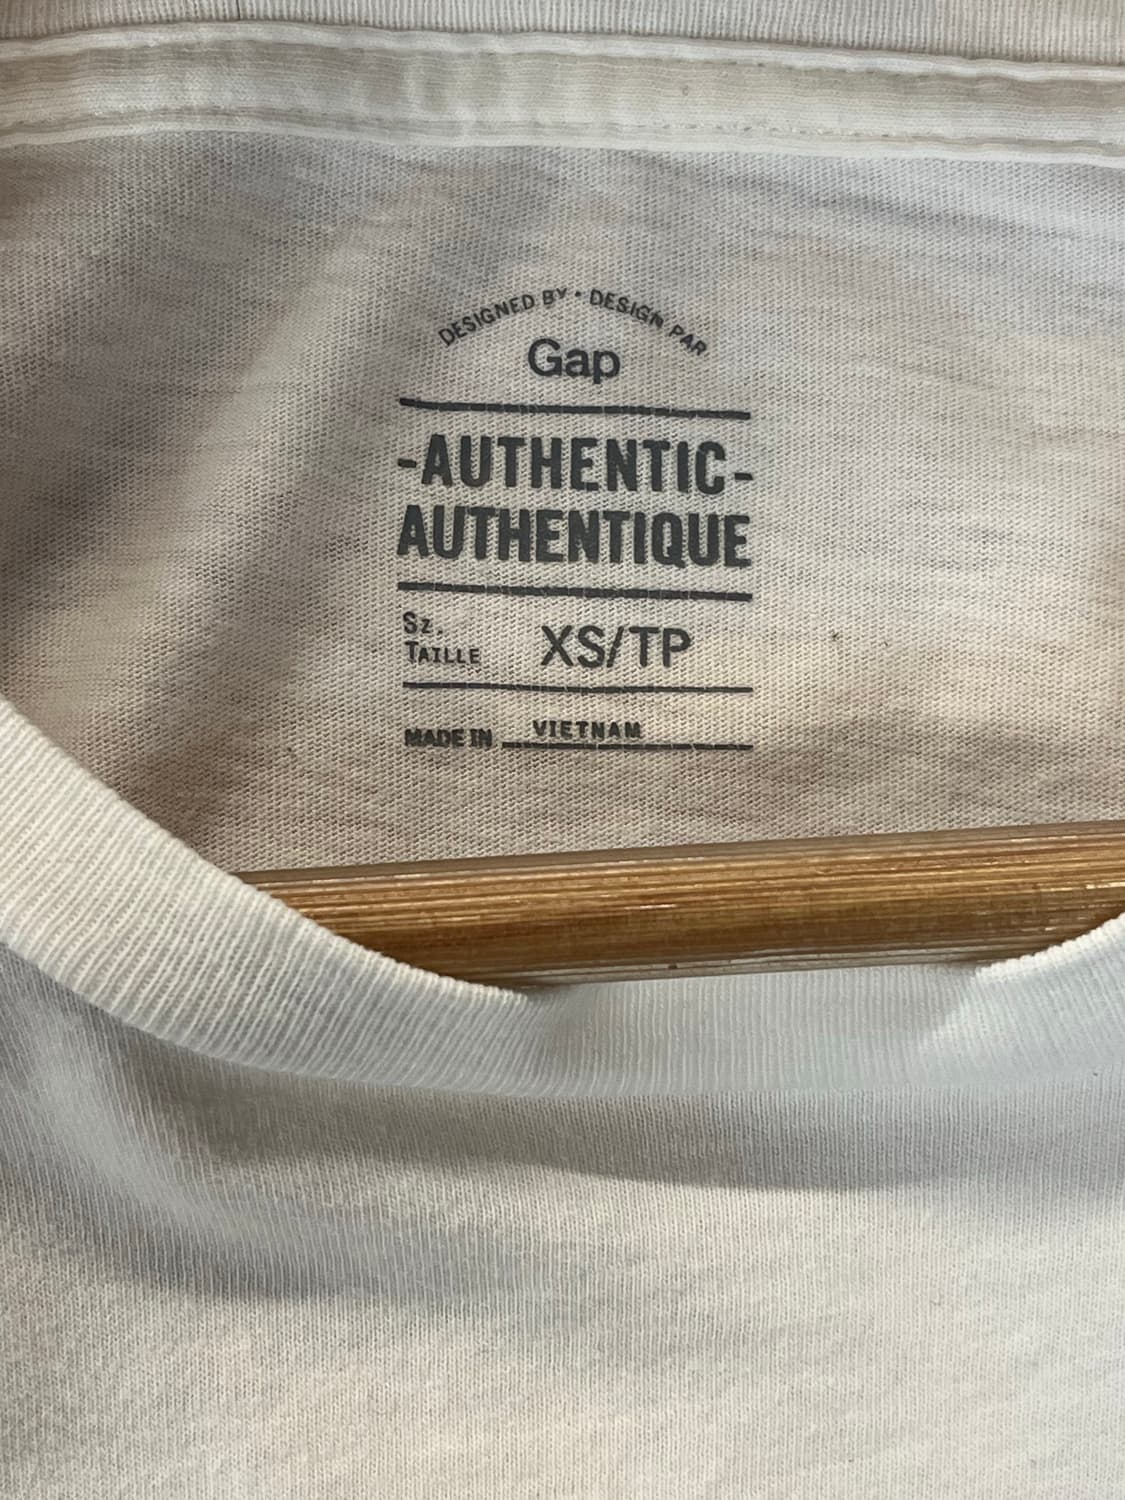 DESIGNED BY • DESIGN PAR
Gap
-AUTHENTIC-
AUTHENTIQUE
Sz.
TAILLE
XS/TP
MADE IN VIETNAM